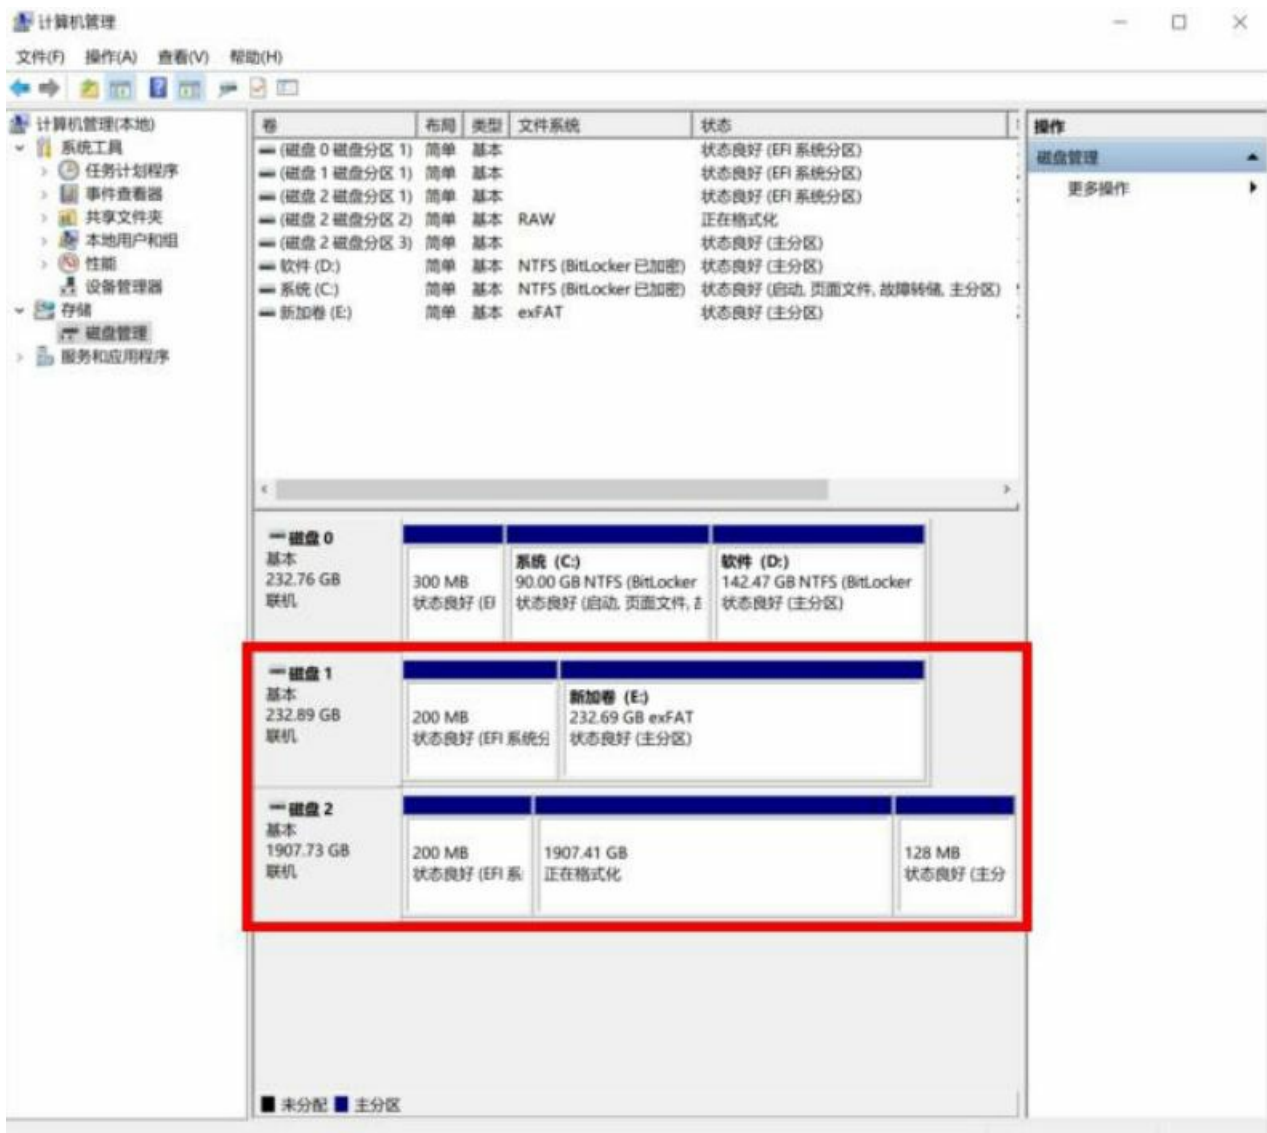 计算机管理
文件(F) 操作(A) 查看(V) 帮助(H)
计算机管理(本地)
系统工具
任务计划程序
事件查看器
共享文件夹
本地用户和组
性能
设备管理器
存储
磁盘管理
服务和应用程序
卷 布局 类型 文件系统 状态
(磁盘 0 磁盘分区 1) 简单 基本 状态良好 (EFI 系统分区)
(磁盘 1 磁盘分区 1) 简单 基本 状态良好 (EFI 系统分区)
(磁盘 2 磁盘分区 1) 简单 基本 状态良好 (EFI 系统分区)
(磁盘 2 磁盘分区 2) 简单 基本 RAW 正在格式化
(磁盘 2 磁盘分区 3) 简单 基本 状态良好 (主分区)
软件 (D:) 简单 基本 NTFS (BitLocker 已加密) 状态良好 (主分区)
系统 (C:) 简单 基本 NTFS (BitLocker 已加密) 状态良好 (启动, 页面文件, 故障转储, 主分区)
新加卷 (E:) 简单 基本 exFAT 状态良好 (主分区)
操作
磁盘管理
更多操作
磁盘 0
基本
232.76 GB
联机
300 MB
状态良好 (EF
系统 (C:)
90.00 GB NTFS (BitLocker
状态良好 (启动, 页面文件,
软件 (D:)
142.47 GB NTFS (BitLocker
状态良好 (主分区)
磁盘 1
基本
232.89 GB
联机
200 MB
状态良好 (EFI 系统分
新加卷 (E:)
232.69 GB exFAT
状态良好 (主分区)
磁盘 2
基本
1907.73 GB
联机
200 MB
状态良好 (EFI 系
1907.41 GB
正在格式化
128 MB
状态良好 (主分
未分配 主分区